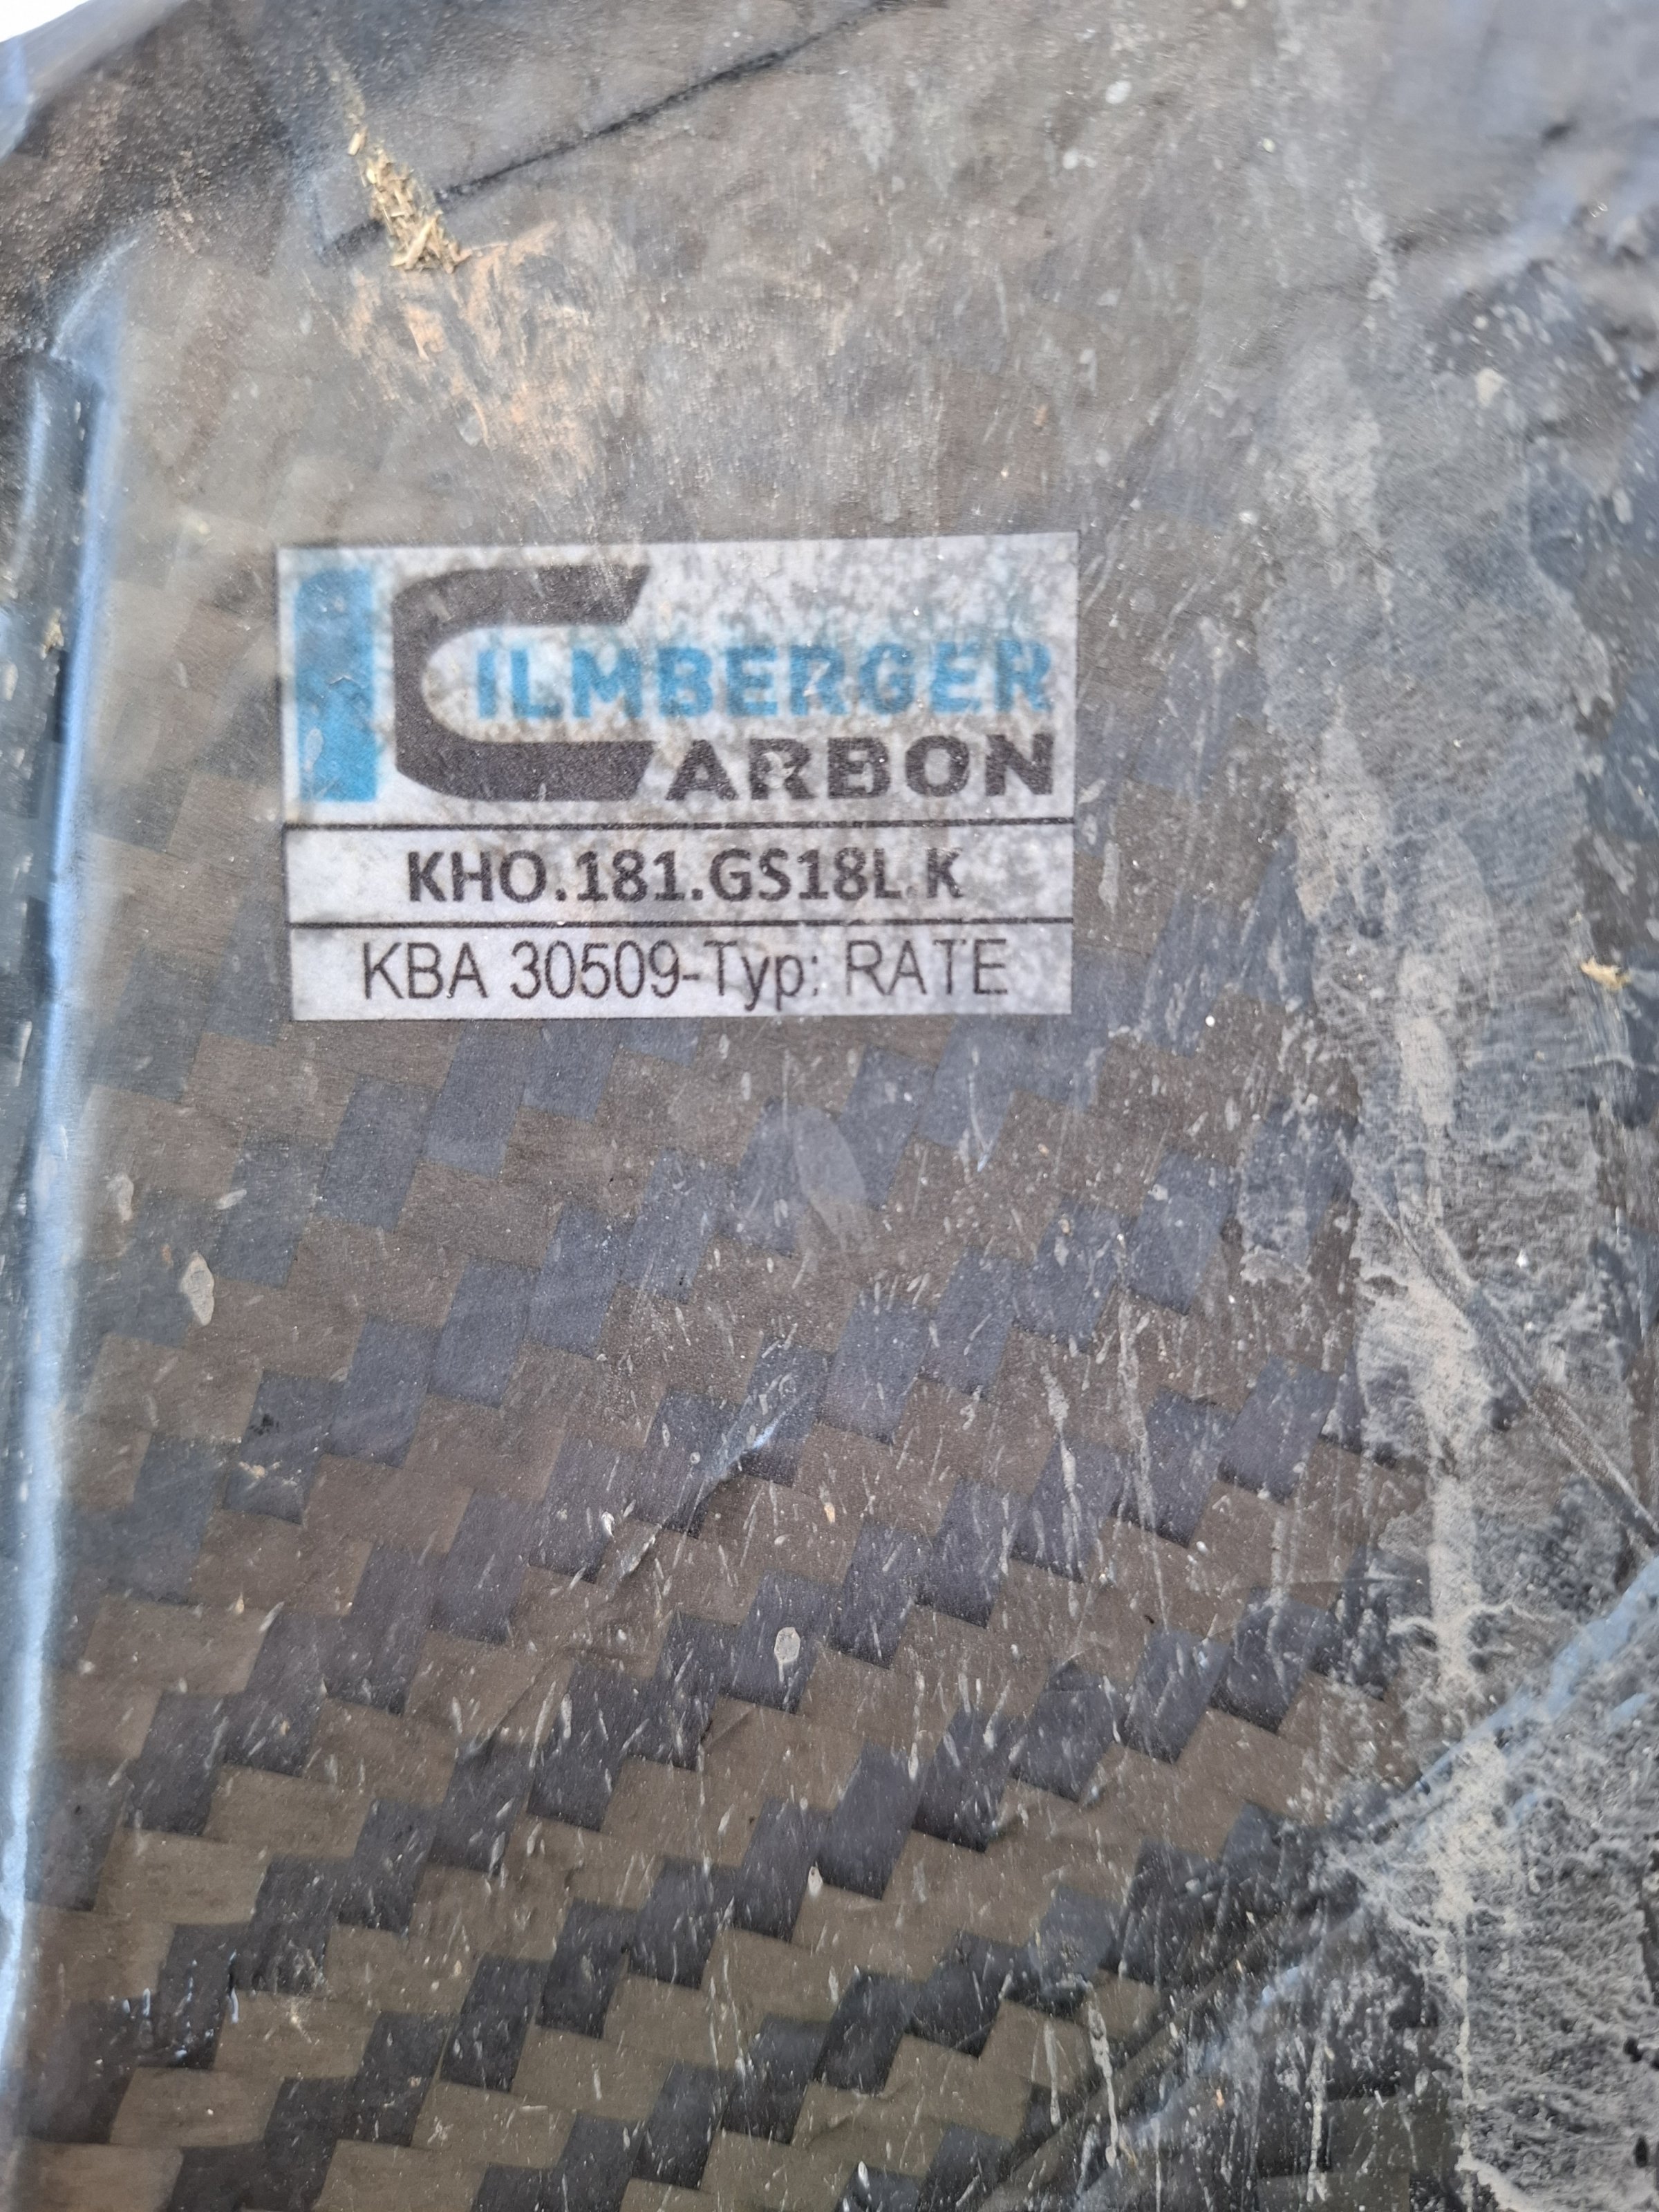 ILMBERGER
CARBON
KHO.181.GS18L.K
KBA 30509-Typ: RATE